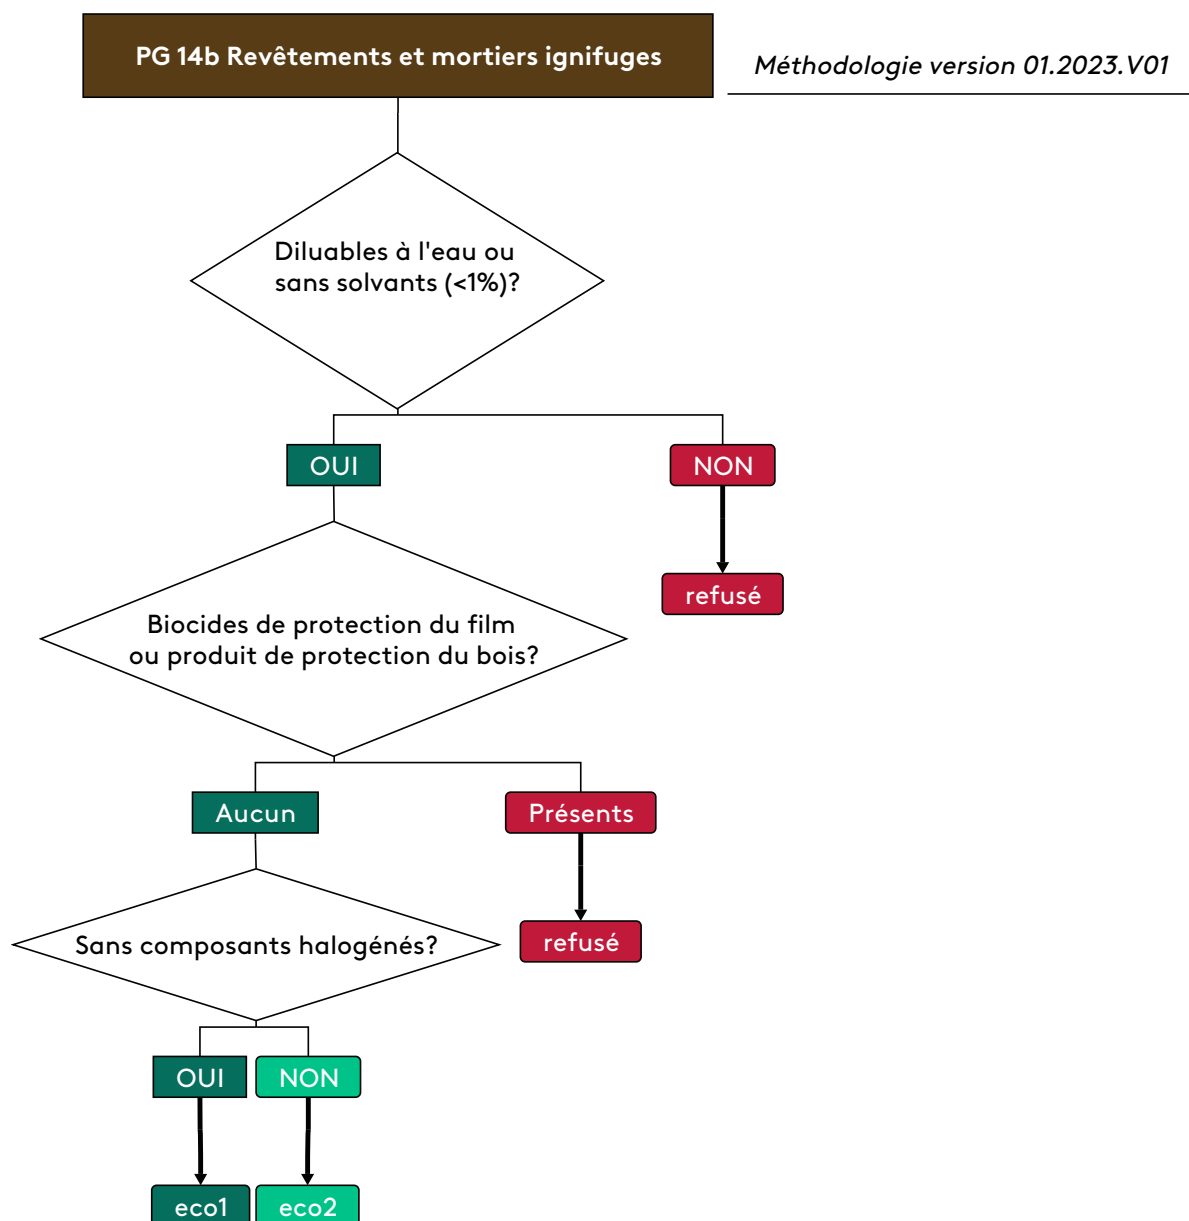 PG 14b Revêtements et mortiers ignifuges
Méthodologie version 01.2023.V01
Diluables à l'eau ou
sans solvants (<1%)?
OUI
NON
refusé
Biocides de protection du film
ou produit de protection du bois?
Aucun
Présents
refusé
Sans composants halogénés?
OUI
NON
eco1
eco2